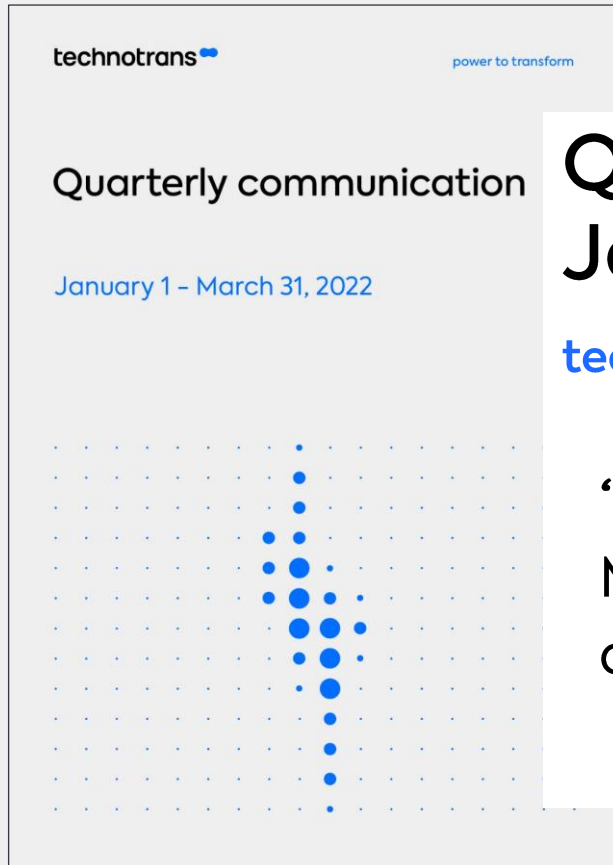 technotrans
power to transform
Quarterly communication
January 1 – March 31, 2022